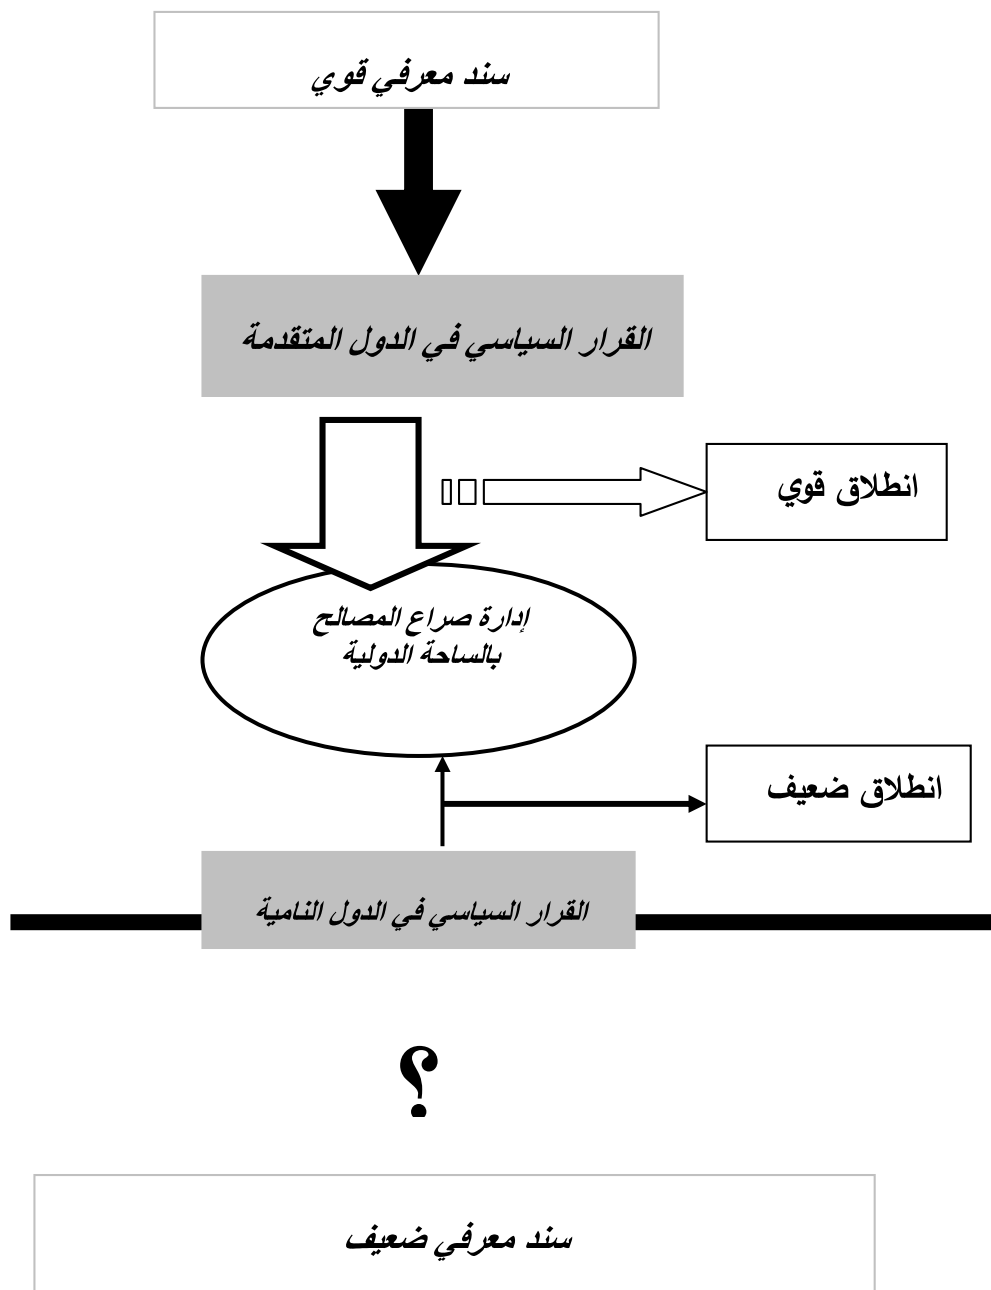 سند معرفي قوي
القرار السياسي في الدول المتقدمة
انطلاق قوي
إدارة صراع المصالح
بالساحة الدولية
انطلاق ضعيف
القرار السياسي في الدول النامية
؟
سند معرفي ضعيف